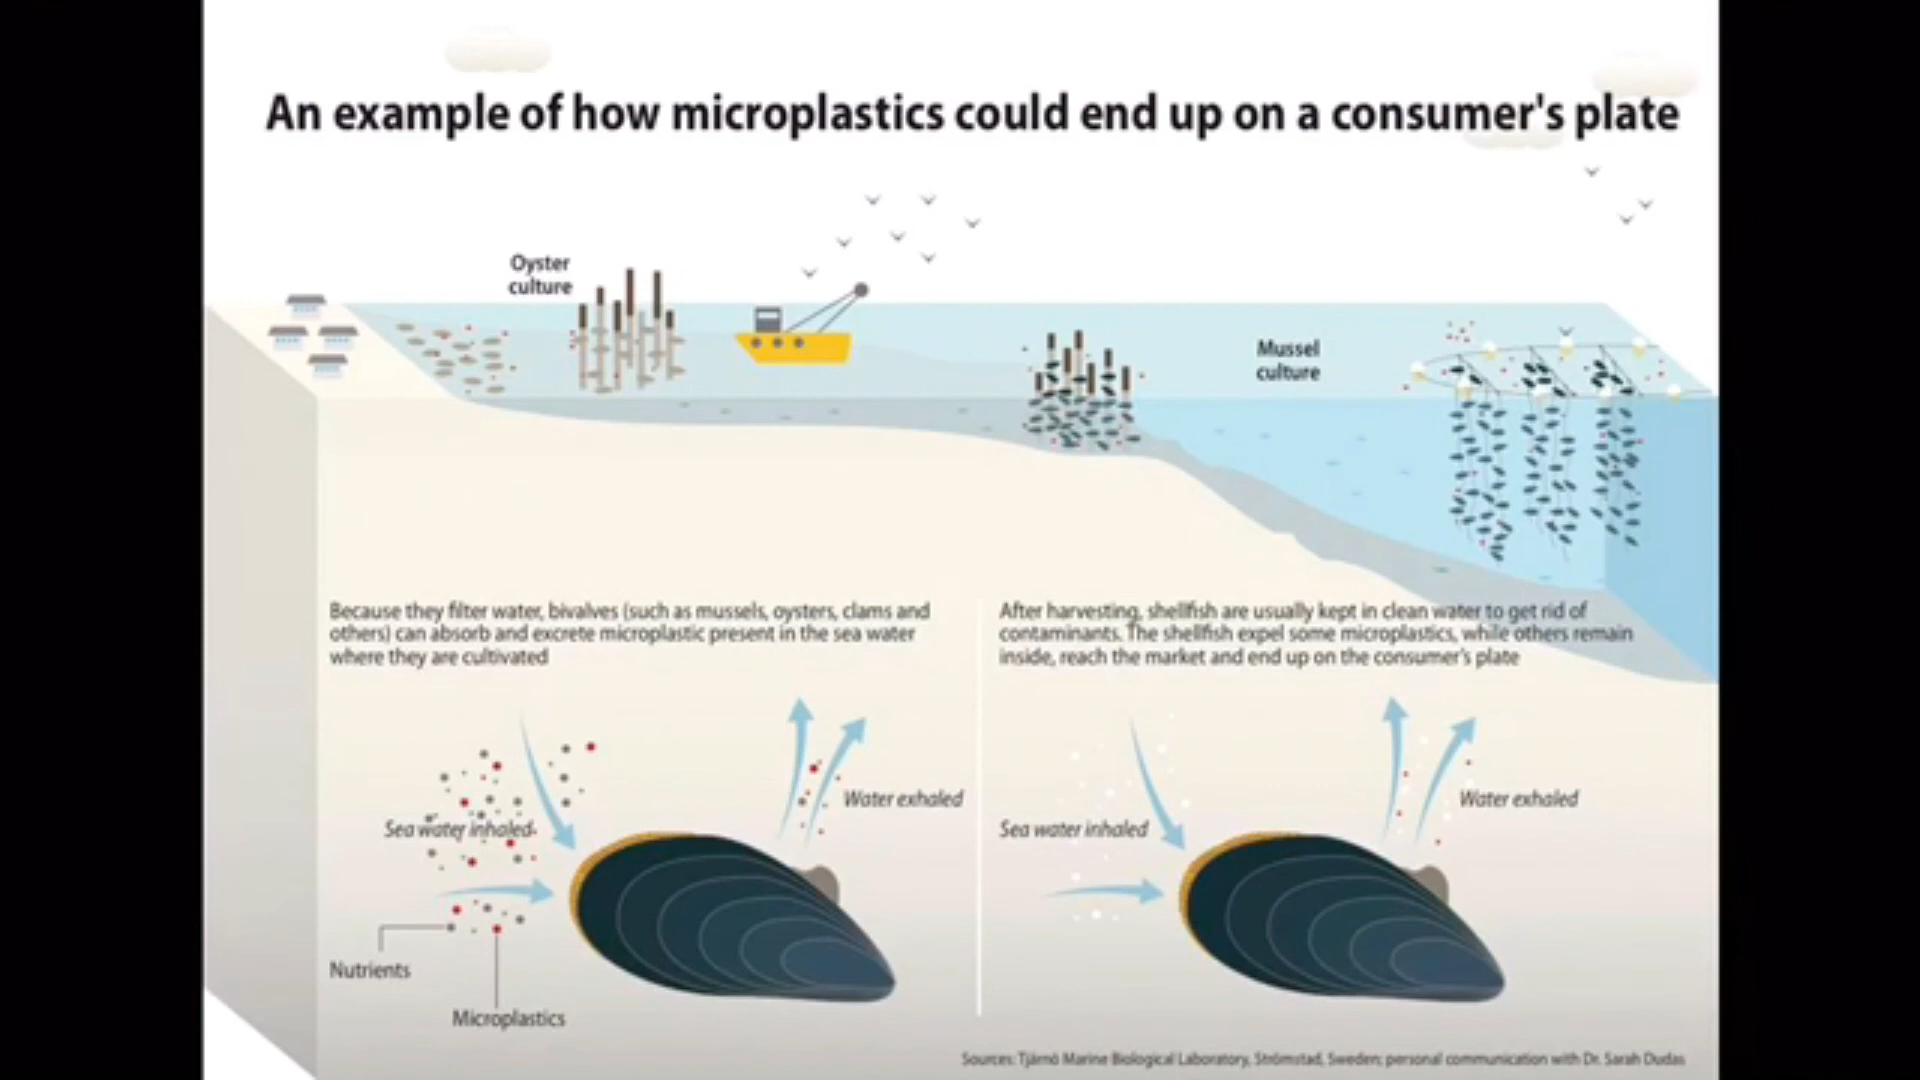 An example of how microplastics could end up on a consumer's plate
Oyster
culture
Mussel
culture
Because they filter water, bivalves (such as mussels, oysters, clams and
others) can absorb and excrete microplastic present in the sea water
where they are cultivated
After harvesting, shellfish are usually kept in clean water to get rid of
contaminants. The shellfish expel some microplastics, while others remain
inside, reach the market and end up on the consumer's plate
Sea water inhaled
Water exhaled
Nutrients
Microplastics
Sea water inhaled
Water exhaled
Sources: Tjärnö Marine Biological Laboratory, Strömstad, Sweden; personal communication with Dr. Sarah Dudas